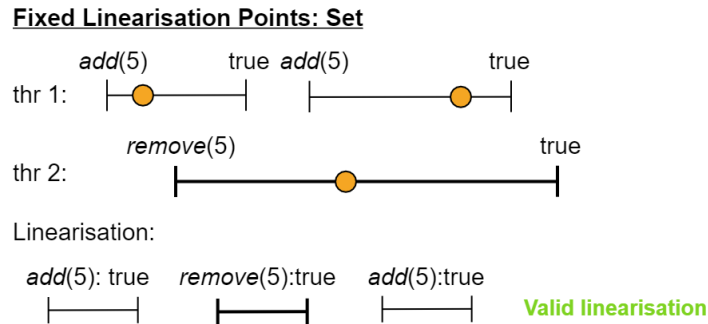 Fixed Linearisation Points: Set
add(5) true add(5) true
thr 1:
remove(5) true
thr 2:
Linearisation:
add(5): true remove(5):true add(5):true
Valid linearisation